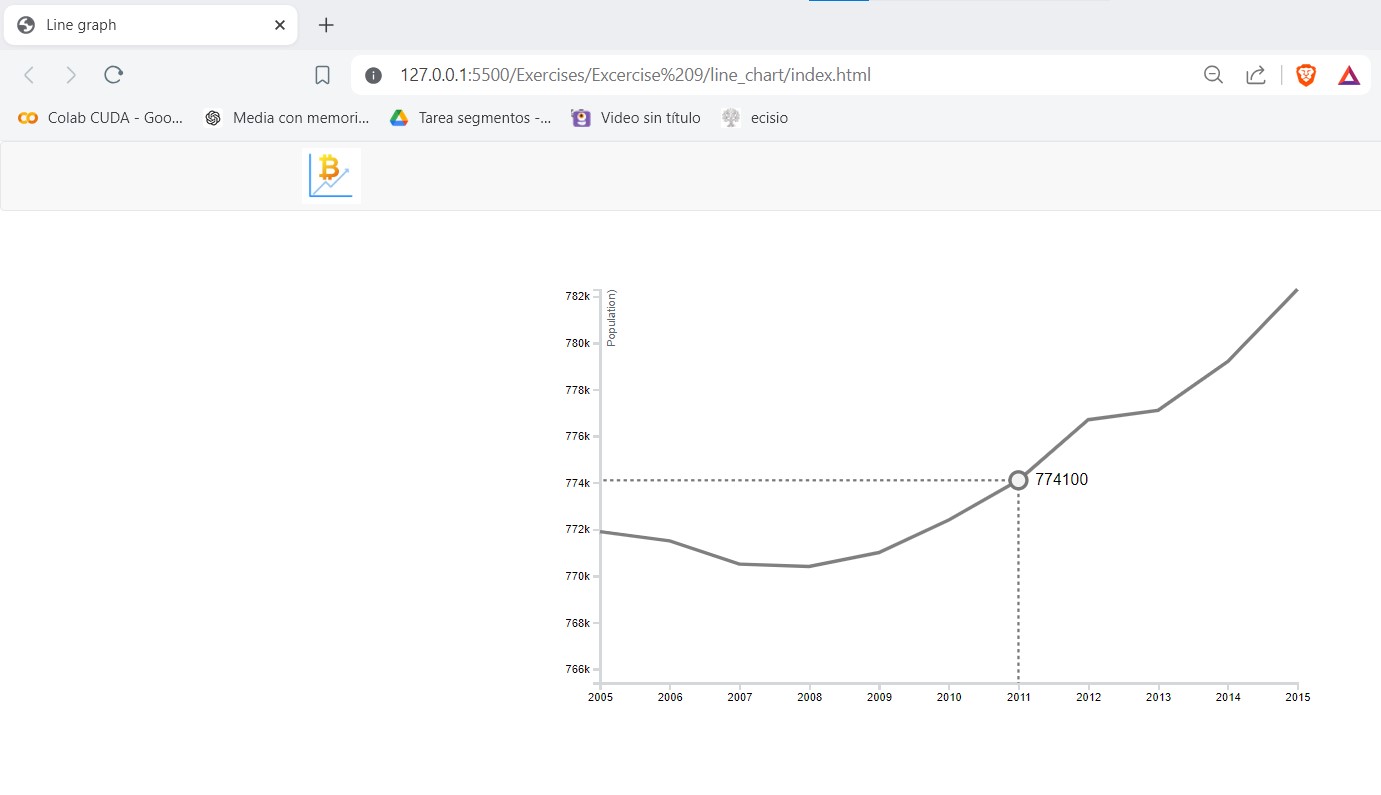 Line graph
127.0.0.1:5500/Exercises/Excercise%209/line_chart/index.html
Colab CUDA - Goo... Media con memori... Tarea segmentos -... Video sin título ecisio
B
782k
Population)
780k
778k
776k
774k
774100
772k
770k
768k
766k
2005 2006 2007 2008 2009 2010 2011 2012 2013 2014 2015